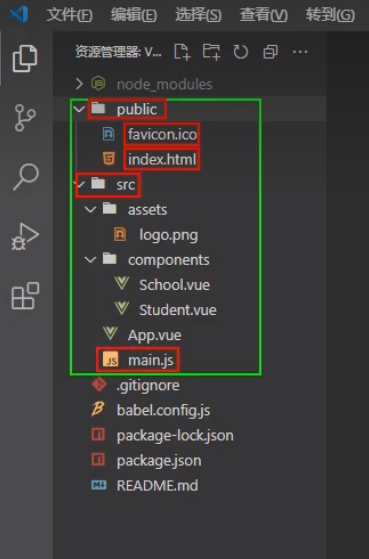 文件(F) 编辑(E) 选择(S) 查看(V) 转到(G)
资源管理器: V...
node_modules
public
favicon.ico
index.html
src
assets
logo.png
components
School.vue
Student.vue
App.vue
JS main.js
.gitignore
babel.config.js
package-lock.json
package.json
README.md